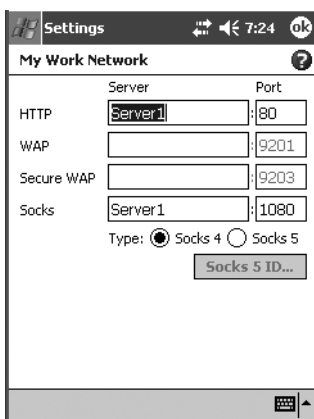 Settings 7:24 ok
My Work Network ?
Server Port
HTTP Server1 : 80
WAP : 9201
Secure WAP : 9203
Socks Server1 : 1080
Type: Socks 4 Socks 5
Socks 5 ID...